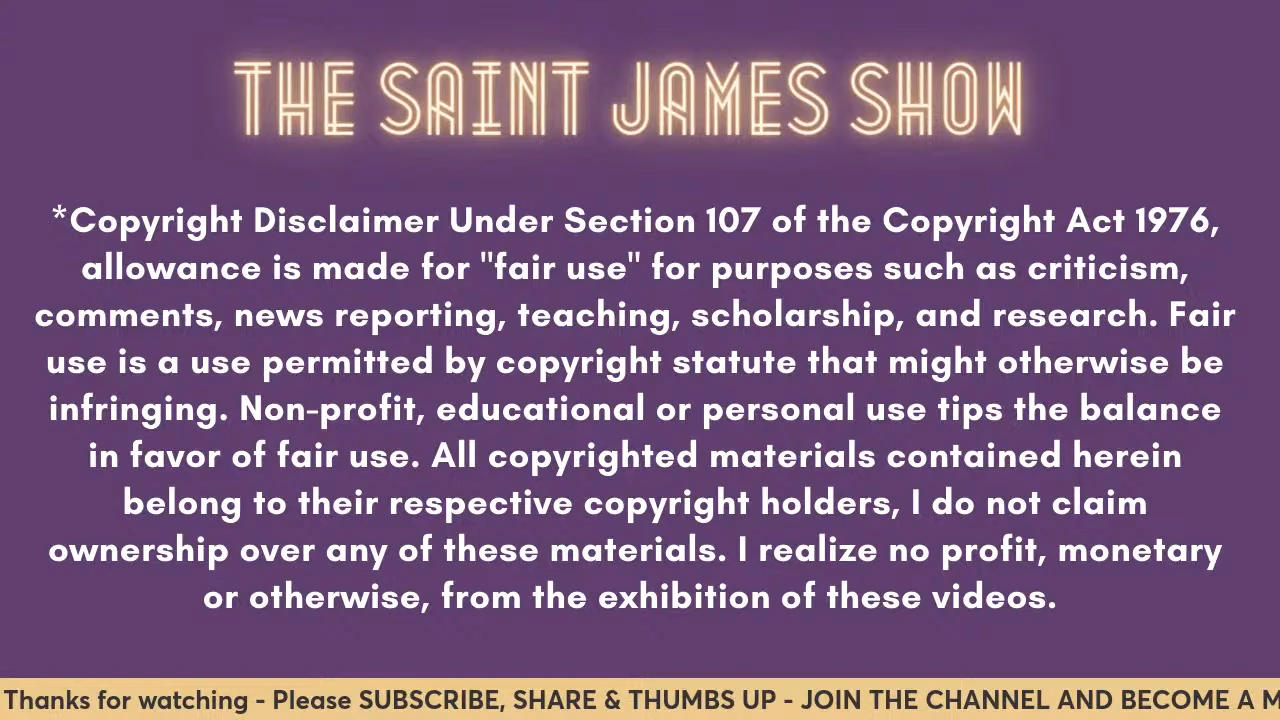 THE SAINT JAMES SHOW
*Copyright Disclaimer Under Section 107 of the Copyright Act 1976,
allowance is made for "fair use" for purposes such as criticism,
comments, news reporting, teaching, scholarship, and research. Fair
use is a use permitted by copyright statute that might otherwise be
infringing. Non-profit, educational or personal use tips the balance
in favor of fair use. All copyrighted materials contained herein
belong to their respective copyright holders, I do not claim
ownership over any of these materials. I realize no profit, monetary
or otherwise, from the exhibition of these videos.
Thanks for watching - Please SUBSCRIBE, SHARE & THUMBS UP - JOIN THE CHANNEL AND BECOME A